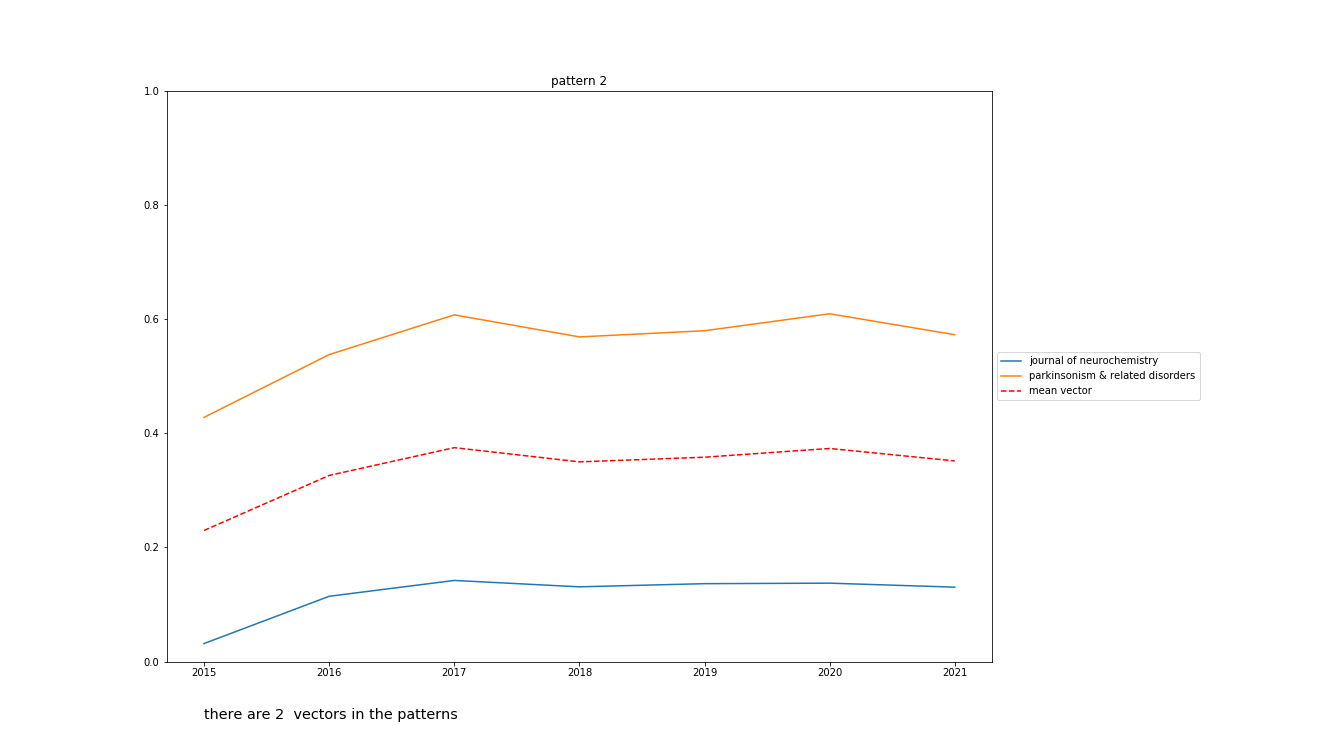 pattern 2
1.0
0.8
0.6
0.4
0.2
0.0
2015 2016 2017 2018 2019 2020 2021
journal of neurochemistry
parkinsonism & related disorders
mean vector
there are 2  vectors in the patterns